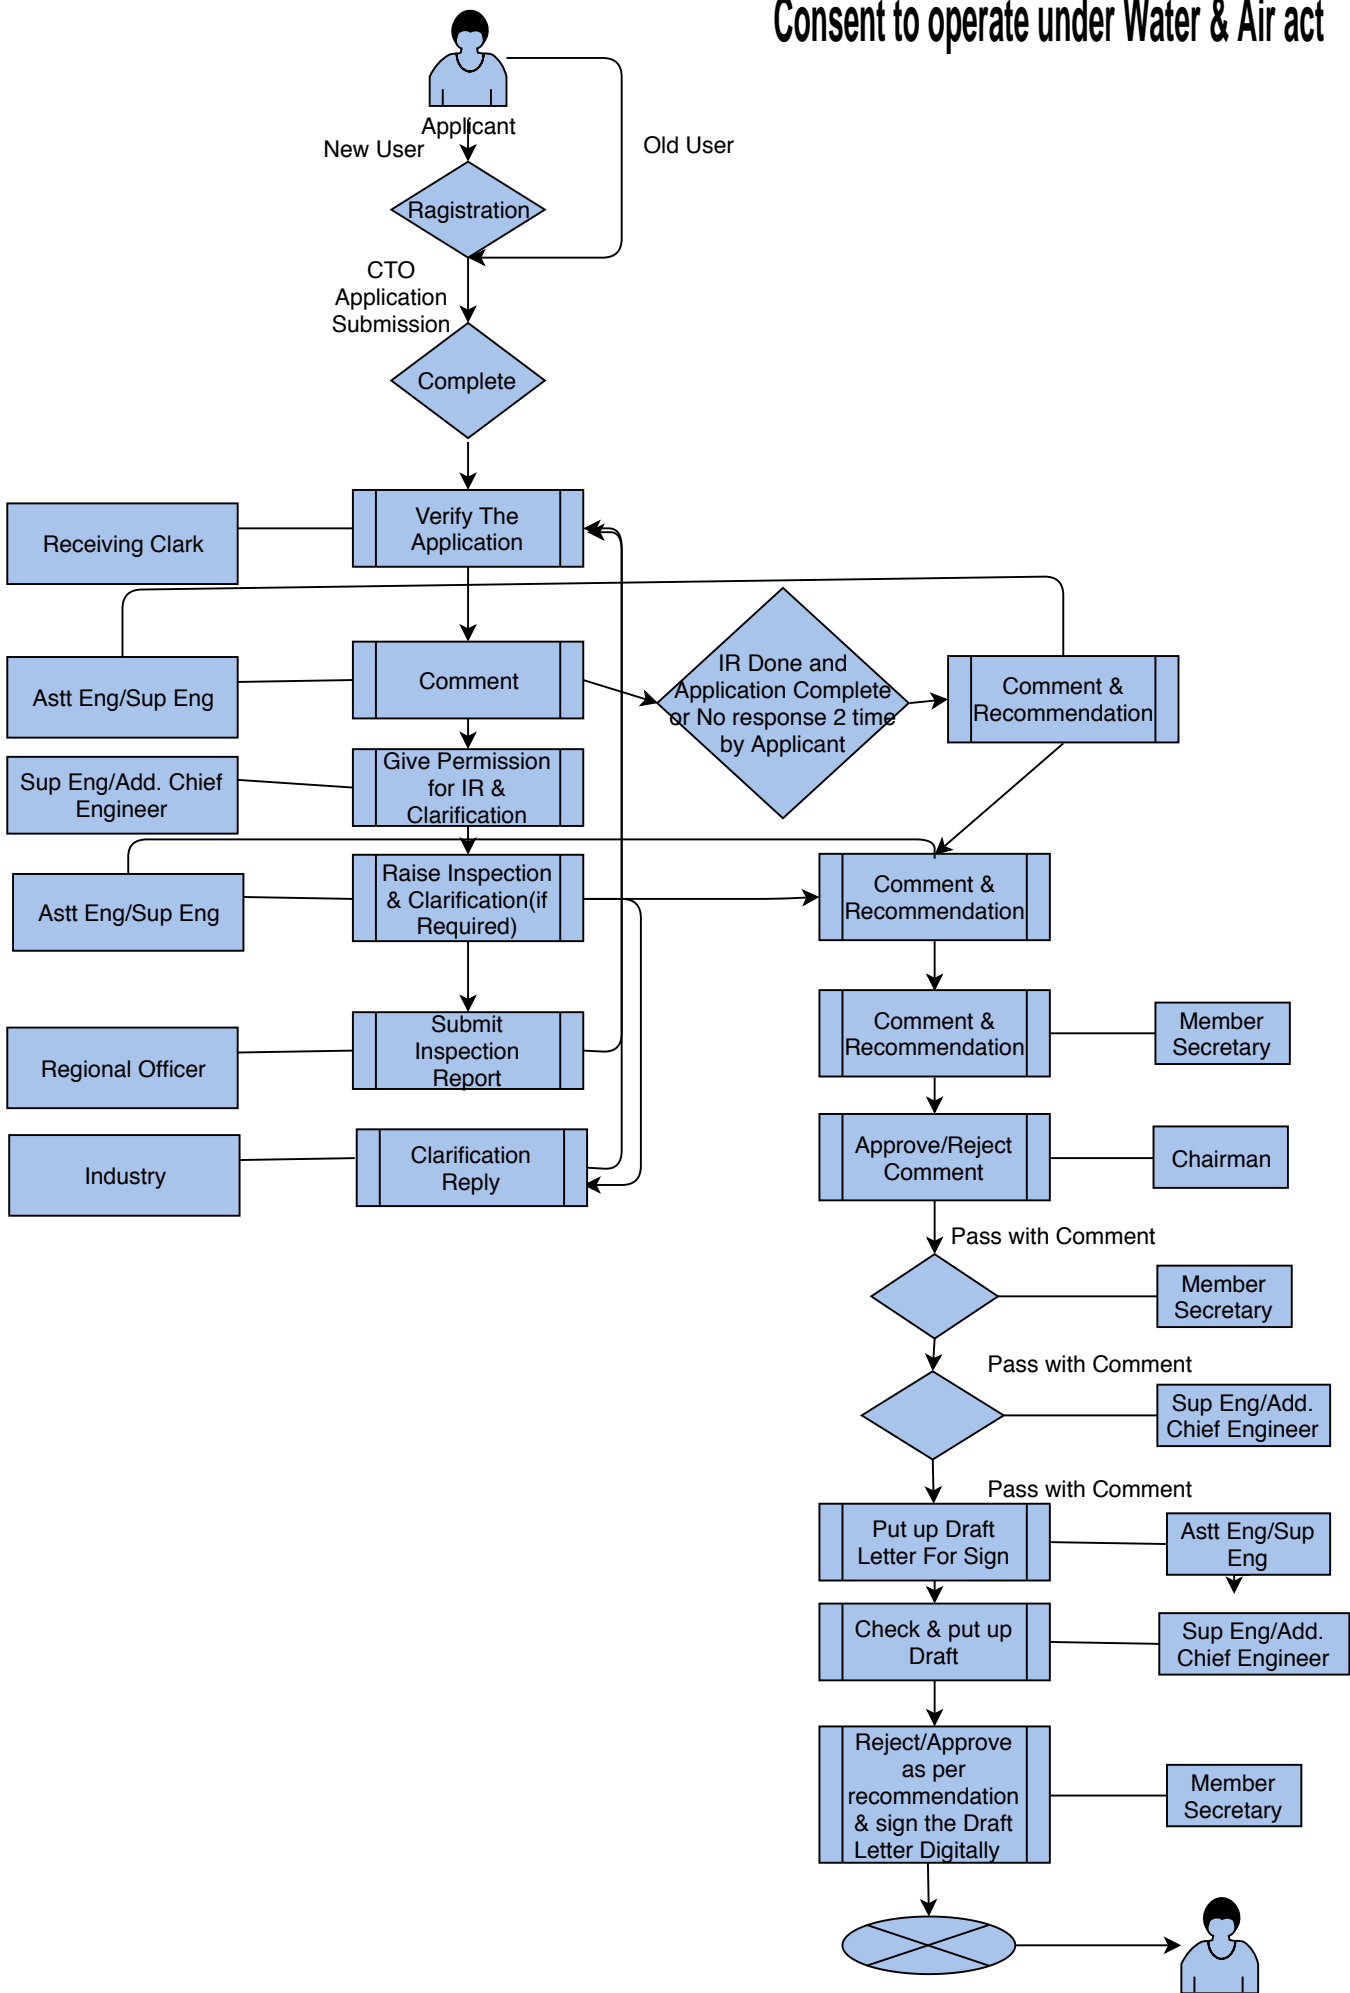 Consent to operate under Water & Air act
Applicant
New User
Old User
Ragistration
CTO
Application
Submission
Complete
Verify The
Application
Receiving Clark
Comment
Astt Eng/Sup Eng
IR Done and
Application Complete
or No response 2 time
by Applicant
Comment &
Recommendation
Give Permission
for IR &
Clarification
Sup Eng/Add. Chief
Engineer
Raise Inspection
& Clarification(if
Required)
Astt Eng/Sup Eng
Comment &
Recommendation
Submit
Inspection
Report
Regional Officer
Comment &
Recommendation
Member
Secretary
Clarification
Reply
Industry
Approve/Reject
Comment
Chairman
Pass with Comment
Member
Secretary
Pass with Comment
Sup Eng/Add.
Chief Engineer
Pass with Comment
Put up Draft
Letter For Sign
Astt Eng/Sup
Eng
Check & put up
Draft
Sup Eng/Add.
Chief Engineer
Reject/Approve
as per
recommendation
& sign the Draft
Letter Digitally
Member
Secretary